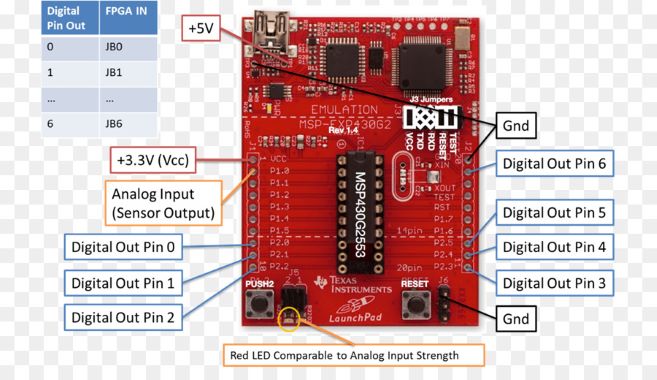 Digital Pin Out FPGA IN
0 JB0
1 JB1
... ...
6 JB6
+5V
EMULATION
MSP-EXP430G2
Rev.1.4
J3 Jumpers
VCC
TXD
RXD
RESET
TEST
Gnd
+3.3V (Vcc)
Analog Input
(Sensor Output)
Digital Out Pin 0
Digital Out Pin 1
Digital Out Pin 2
J1
VCC
P1.0
P1.1
P1.2
P1.3
P1.4
P1.5
P2.0
P2.1
P2.2
MSP430G2553
XIN
XOUT
TEST
RST
P1.7
P1.6
P2.5
P2.4
P2.3
14pin
20pin
Digital Out Pin 6
Digital Out Pin 5
Digital Out Pin 4
Digital Out Pin 3
Gnd
PUSH2
J5
TEXAS
INSTRUMENTS
LaunchPad
RESET
J6
Red LED Comparable to Analog Input Strength